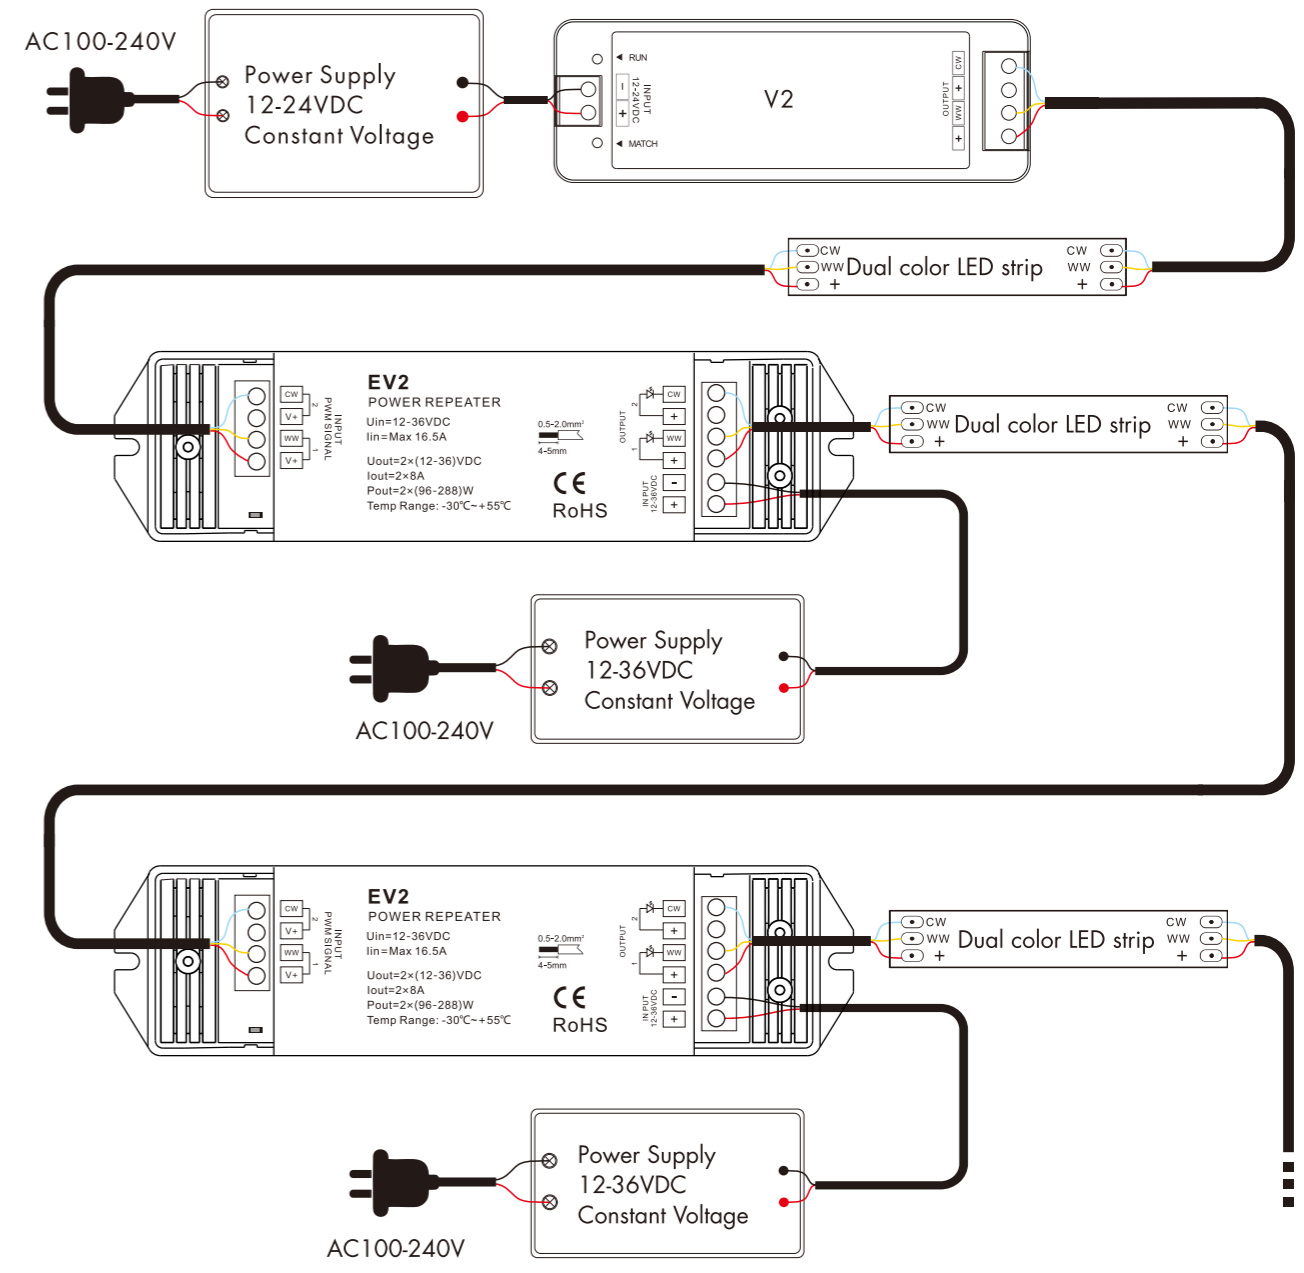 AC100-240V
Power Supply
12-24VDC
Constant Voltage
RUN
INPUT
12-24VDC
−
+
MATCH
V2
OUTPUT
CW
+
WW
+
CW
WW
+
Dual color LED strip
CW
WW
+
CW
V+
WW
V+
2
1
INPUT
PWM SIGNAL
EV2
POWER REPEATER
Uin=12-36VDC
Iin=Max 16.5A
Uout=2×(12-36)VDC
Iout=2×8A
Pout=2×(96-288)W
Temp Range: -30℃~+55℃
0.5-2.0mm²
4-5mm
CE
RoHS
OUTPUT
2
1
CW
+
WW
+
INPUT
12-36VDC
-
+
CW
WW
+
Dual color LED strip
CW
WW
+
Power Supply
12-36VDC
Constant Voltage
AC100-240V
CW
V+
WW
V+
2
1
INPUT
PWM SIGNAL
EV2
POWER REPEATER
Uin=12-36VDC
Iin=Max 16.5A
Uout=2×(12-36)VDC
Iout=2×8A
Pout=2×(96-288)W
Temp Range: -30℃~+55℃
0.5-2.0mm²
4-5mm
CE
RoHS
OUTPUT
2
1
CW
+
WW
+
INPUT
12-36VDC
-
+
CW
WW
+
Dual color LED strip
CW
WW
+
Power Supply
12-36VDC
Constant Voltage
AC100-240V